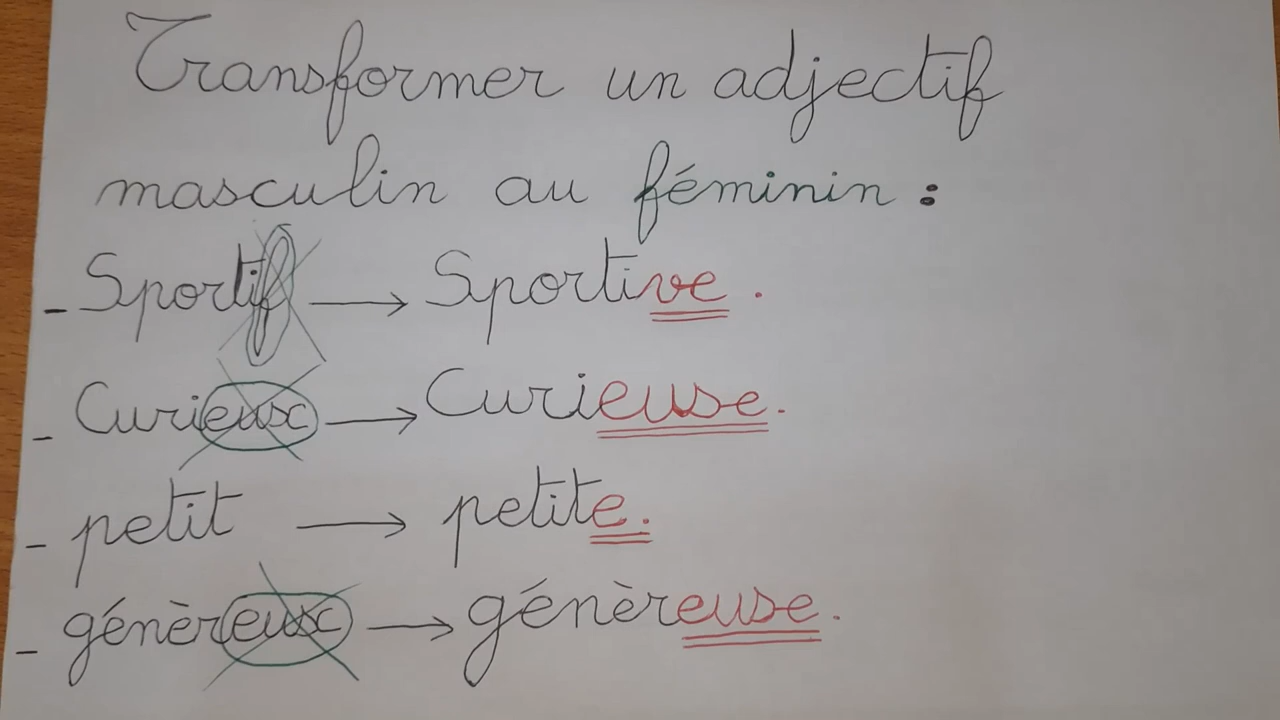 Transformer un adjectif
masculin au féminin :
- Sportif → Sportive.
- Curieux → Curieuse.
- petit → petite.
- génèreux → génèreuse.